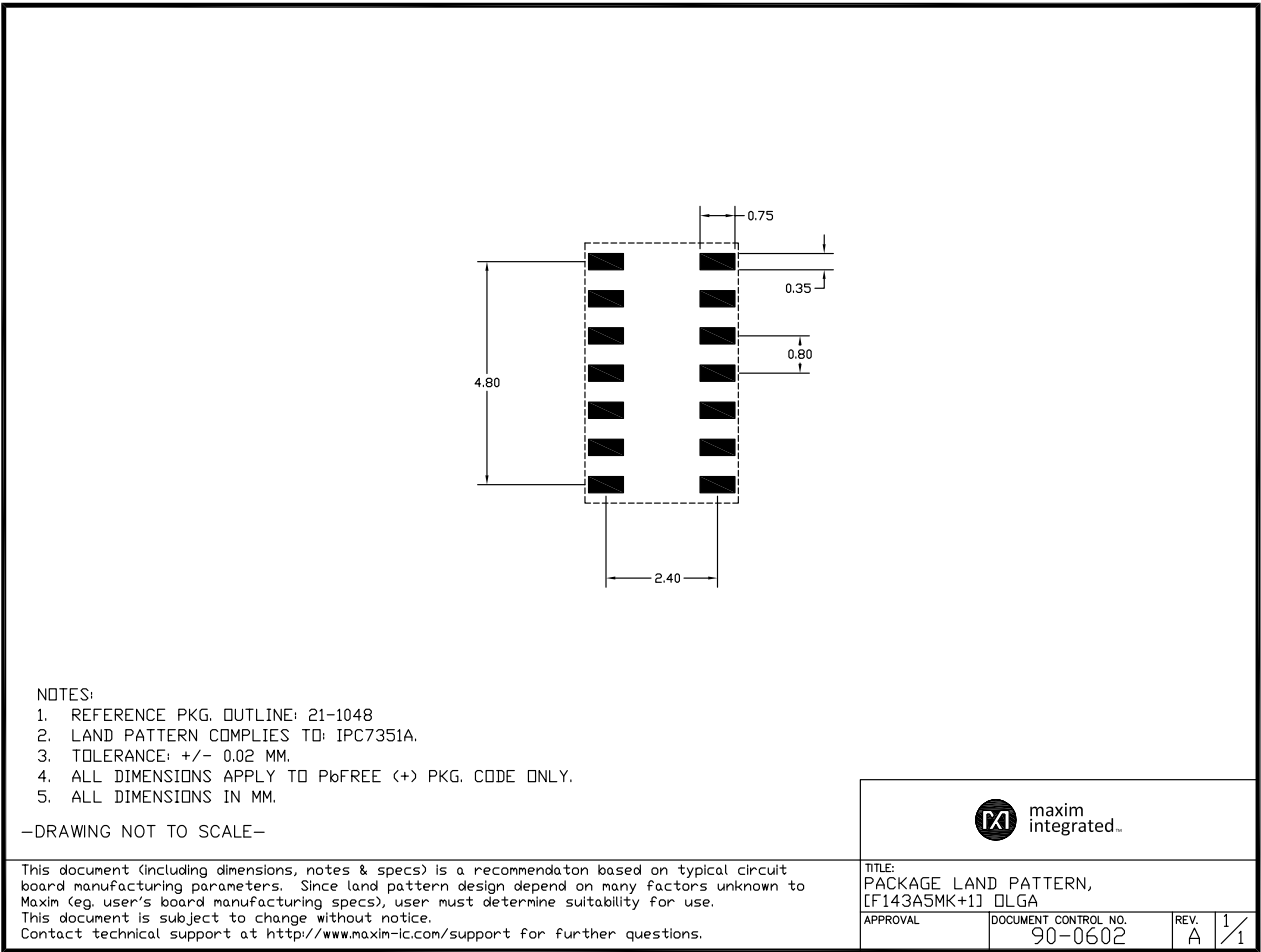 0.75
0.35
0.80
4.80
2.40
NOTES:
1. REFERENCE PKG. OUTLINE: 21-1048
2. LAND PATTERN COMPLIES TO: IPC7351A.
3. TOLERANCE: +/- 0.02 MM.
4. ALL DIMENSIONS APPLY TO PbFREE (+) PKG. CODE ONLY.
5. ALL DIMENSIONS IN MM.
-DRAWING NOT TO SCALE-
maxim
integrated™
This document (including dimensions, notes & specs) is a recommendaton based on typical circuit
board manufacturing parameters. Since land pattern design depend on many factors unknown to
Maxim (eg. user's board manufacturing specs), user must determine suitability for use.
This document is subject to change without notice.
Contact technical support at http://www.maxim-ic.com/support for further questions.
TITLE:
PACKAGE LAND PATTERN,
[F143A5MK+1] OLGA
APPROVAL
DOCUMENT CONTROL NO.
90-0602
REV.
A
1/1